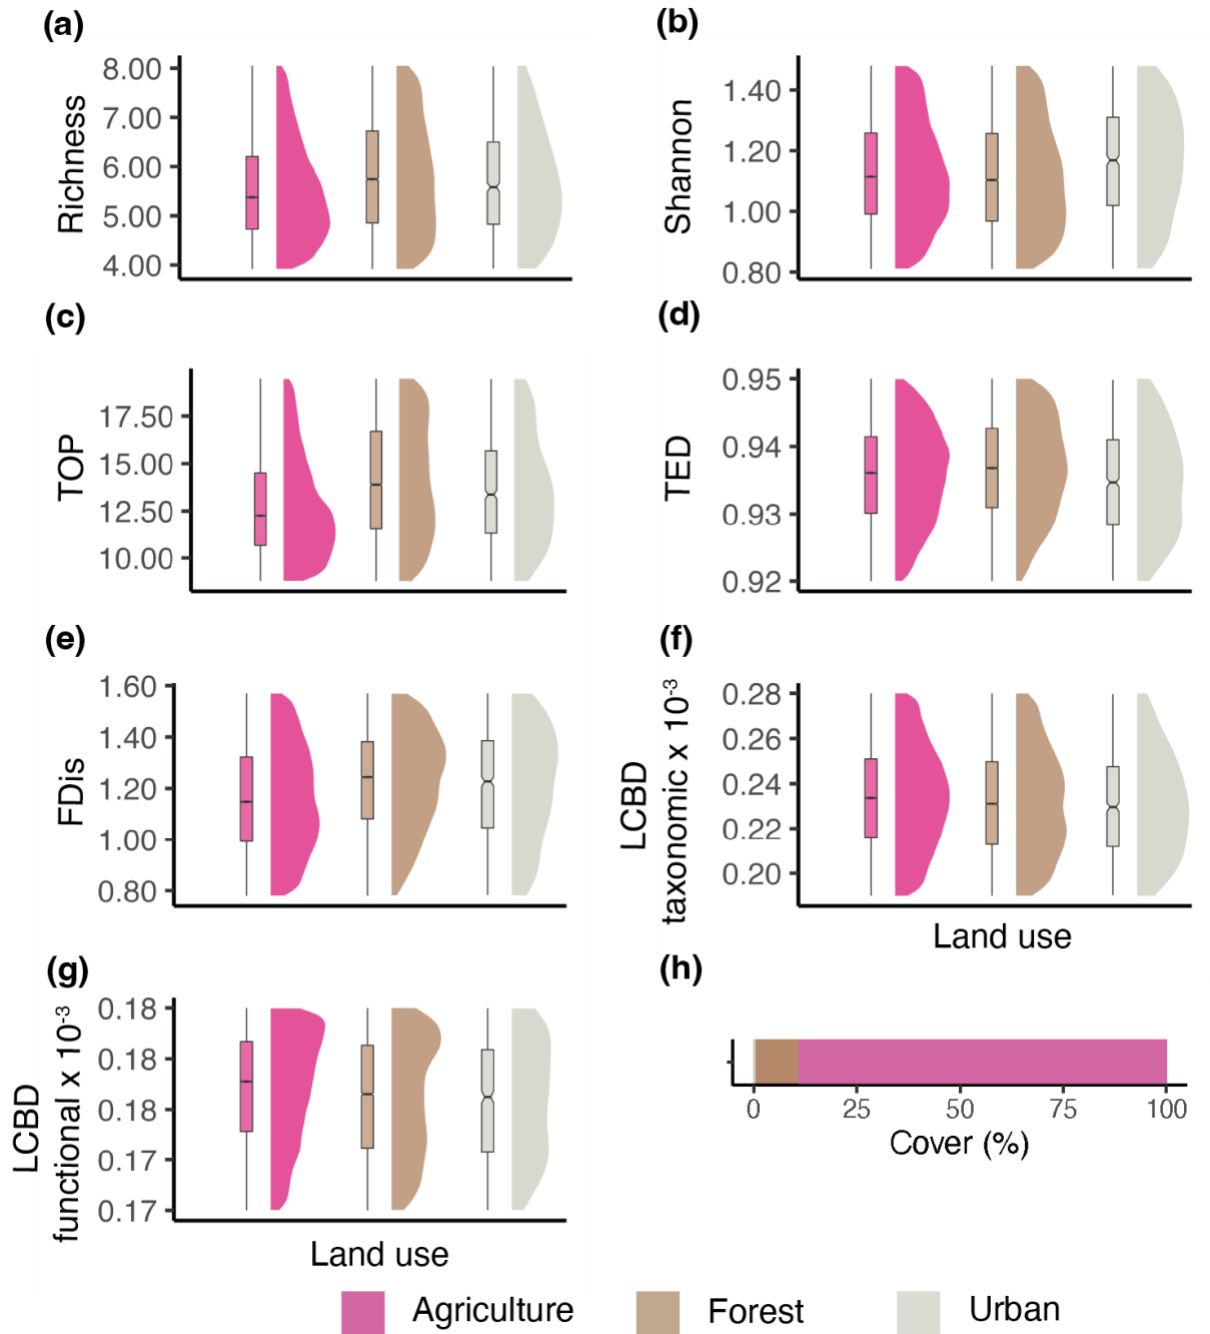 (a)
Richness
8.00
7.00
6.00
5.00
4.00
(b)
Shannon
1.40
1.20
1.00
0.80
(c)
TOP
17.50
15.00
12.50
10.00
(d)
TED
0.95
0.94
0.93
0.92
(e)
FDis
1.60
1.40
1.20
1.00
0.80
(f)
LCBD
taxonomic x 10⁻³
0.28
0.26
0.24
0.22
0.20
Land use
(g)
LCBD
functional x 10⁻³
0.18
0.18
0.18
0.17
0.17
Land use
(h)
0 25 50 75 100
Cover (%)
Agriculture Forest Urban